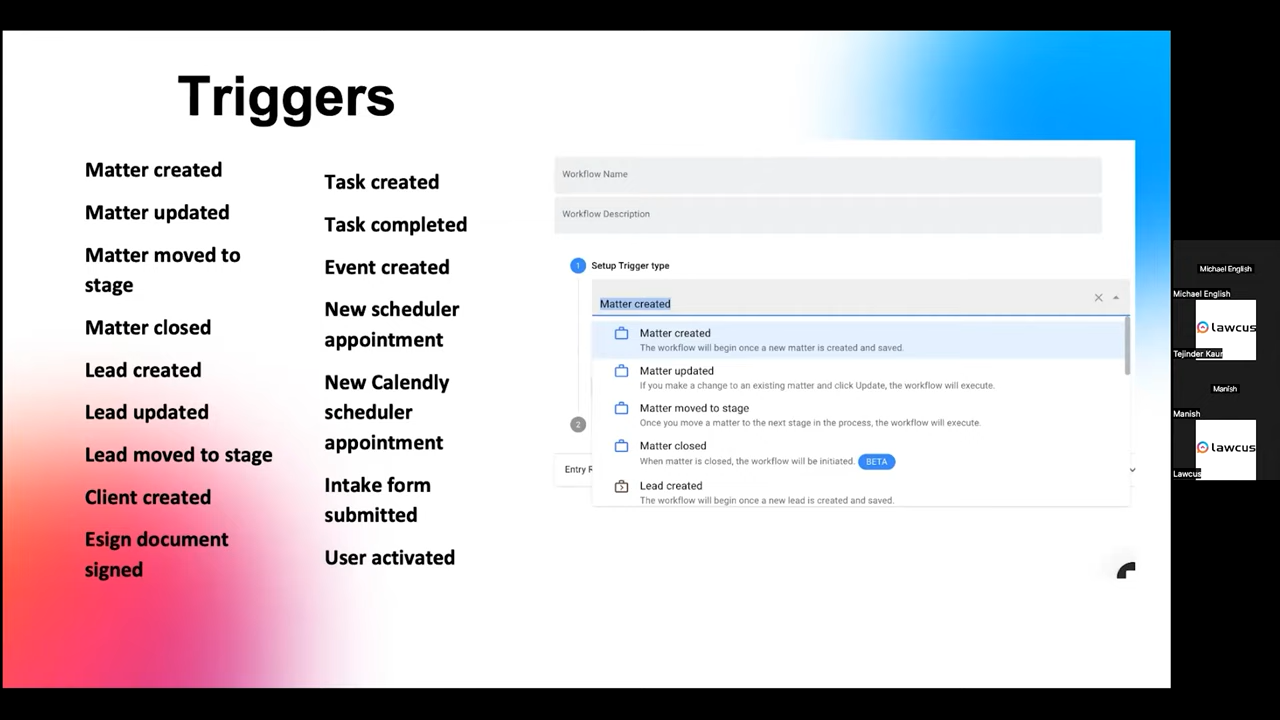 Triggers
Matter created
Matter updated
Matter moved to
stage
Matter closed
Lead created
Lead updated
Lead moved to stage
Client created
Esign document
signed
Task created
Task completed
Event created
New scheduler
appointment
New Calendly
scheduler
appointment
Intake form
submitted
User activated
Workflow Name
Workflow Description
1 Setup Trigger type
Matter created
Matter created
The workflow will begin once a new matter is created and saved.
Matter updated
If you make a change to an existing matter and click Update, the workflow will execute.
Matter moved to stage
Once you move a matter to the next stage in the process, the workflow will execute.
2
Matter closed
When matter is closed, the workflow will be initiated. BETA
Entry R
Lead created
The workflow will begin once a new lead is created and saved.
Michael English
Michael English
lawcus
Tejinder Kaur
Manish
Manish
lawcus
Lawcus